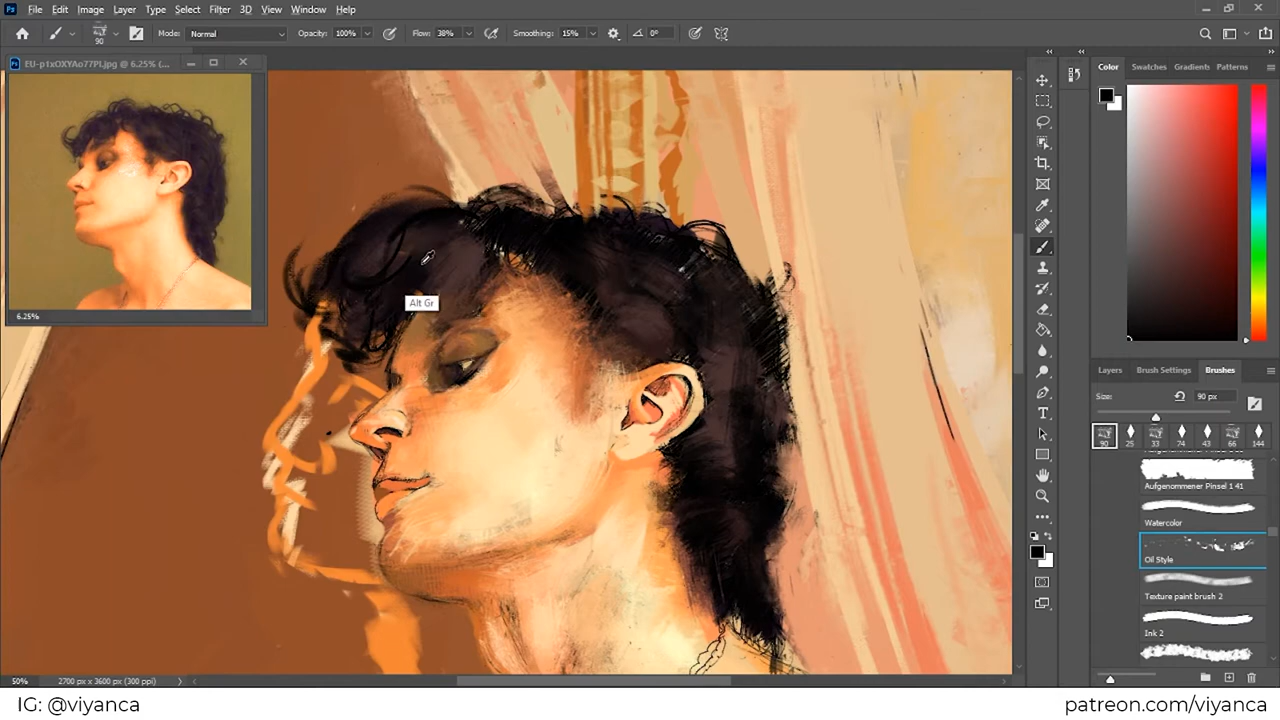 Ps File Edit Image Layer Type Select Filter 3D View Window Help
90 Mode: Normal Opacity: 100% Flow: 38% Smoothing: 15% 0°
EU-p1xOXYAo77PI.jpg @ 6.25% (...
6.25%
Alt Gr
Color Swatches Gradients Patterns
Layers Brush Settings Brushes
Size: 90 px
90 25 33 74 43 66 144
Aufgenommener Pinsel 1 41
Watercolor
Oil Style
Texture paint brush 2
Ink 2
50% 2700 px x 3600 px (300 ppi)
IG: @viyanca patreon.com/viyanca